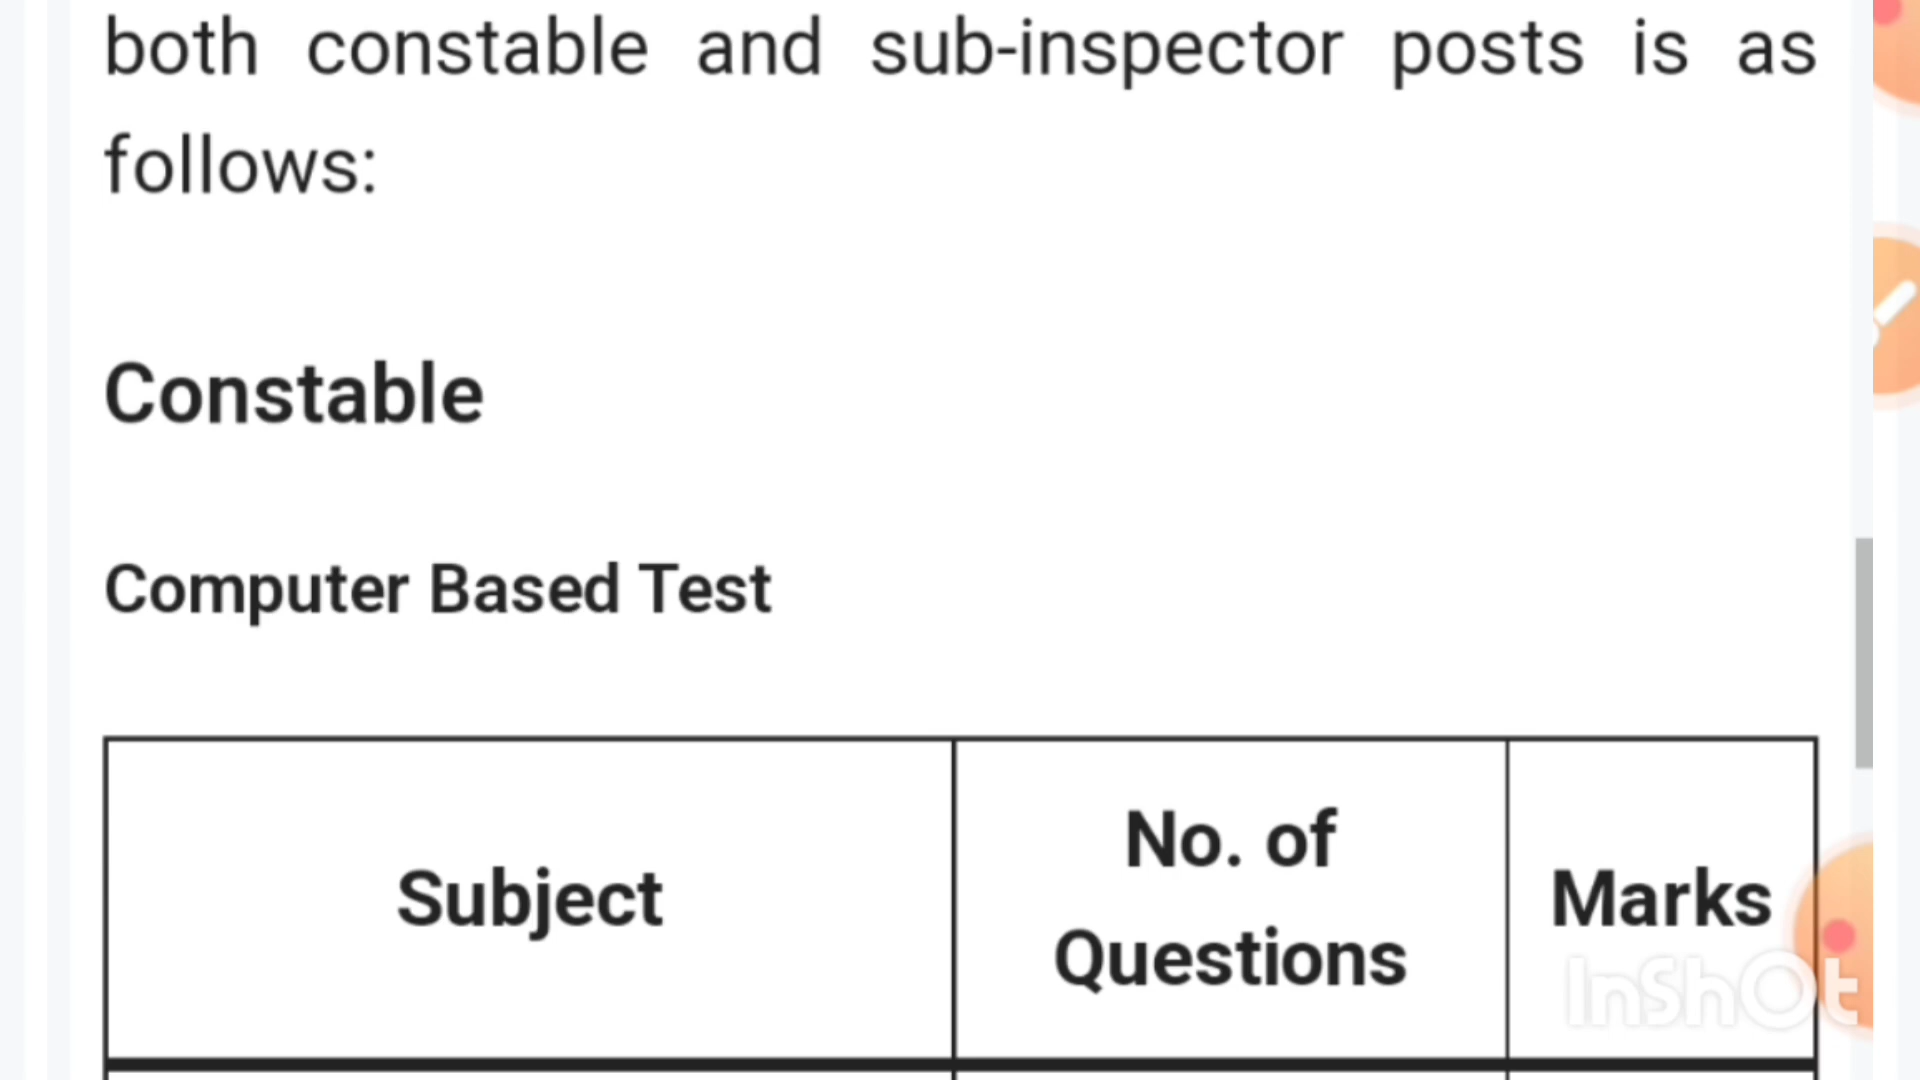 both constable and sub-inspector posts is as
follows:
Constable
Computer Based Test
Subject
No. of
Questions
Marks
InShOt